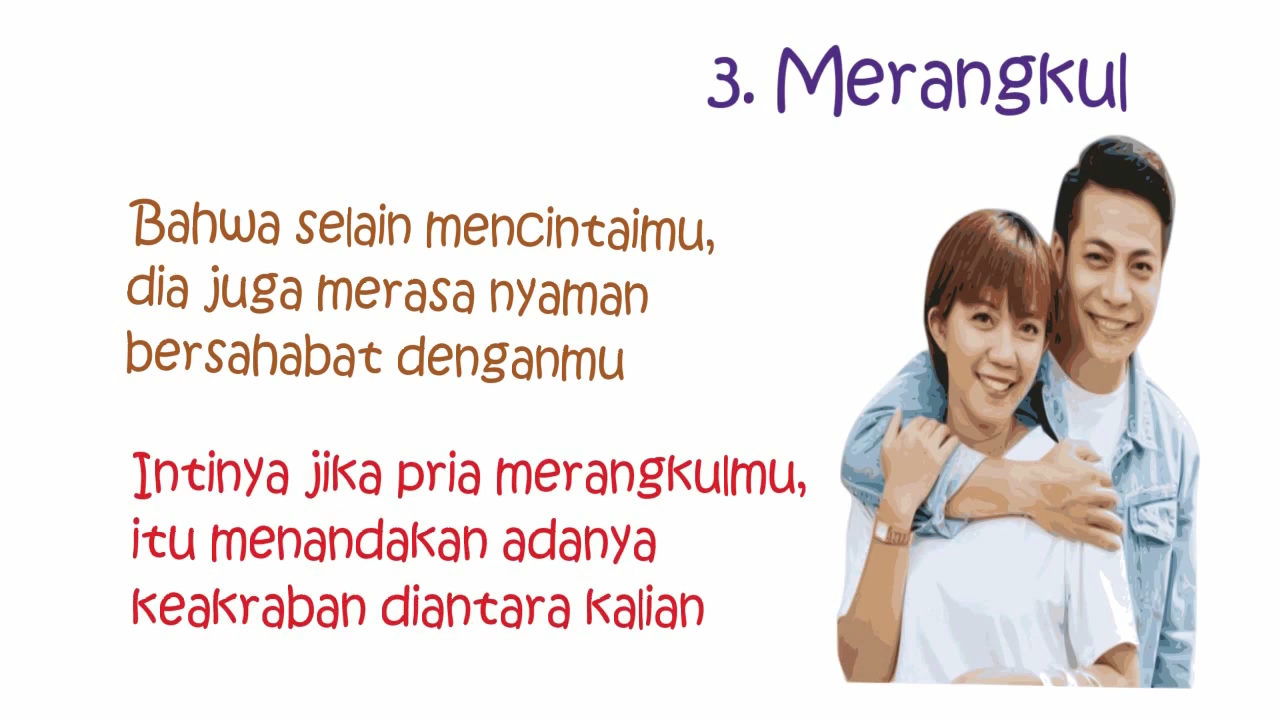 3. Merangkul
Bahwa selain mencintaimu,
dia juga merasa nyaman
bersahabat denganmu
Intinya jika pria merangkulmu,
itu menandakan adanya
keakraban diantara kalian